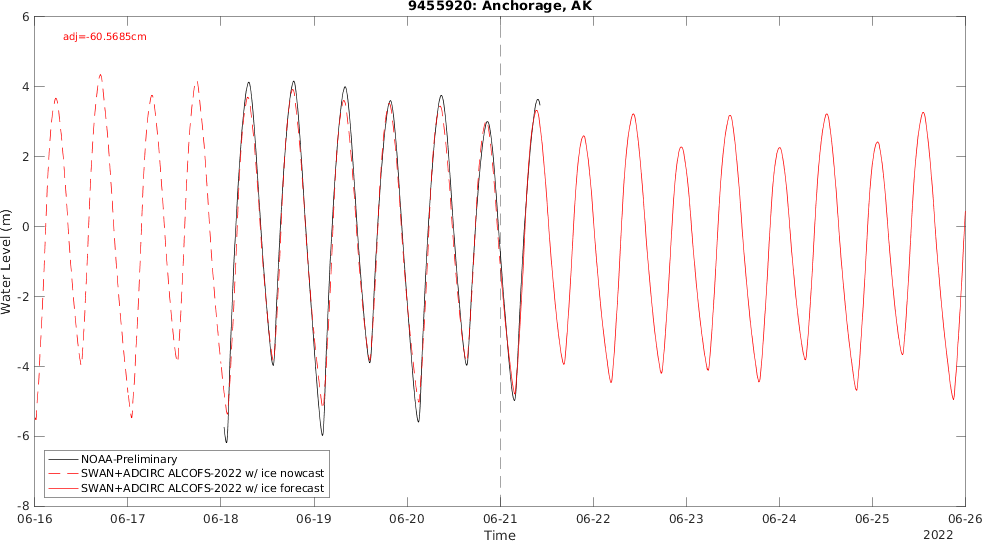 9455920: Anchorage, AK
adj=-60.5685cm
Water Level (m)
6
4
2
0
-2
-4
-6
-8
NOAA-Preliminary
SWAN+ADCIRC ALCOFS-2022 w/ ice nowcast
SWAN+ADCIRC ALCOFS-2022 w/ ice forecast
06-16 06-17 06-18 06-19 06-20 06-21 06-22 06-23 06-24 06-25 06-26
Time
2022